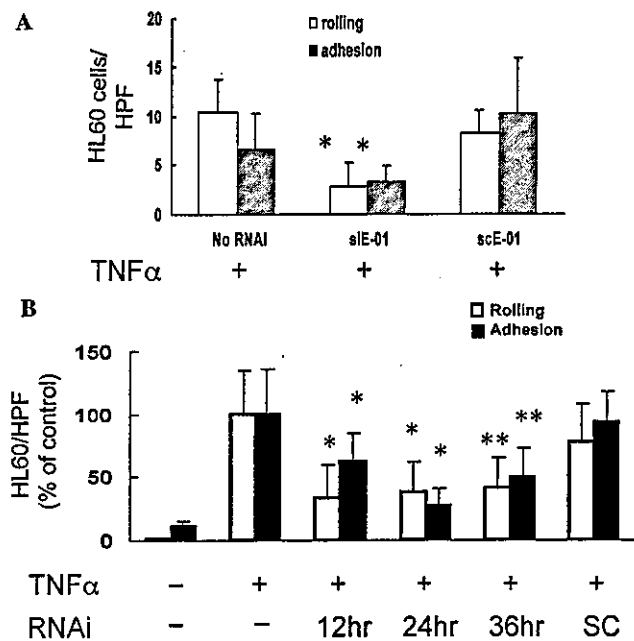 A
rolling
adhesion
HL60 cells/
HPF
20
15
10
5
0
No RNAi siE-01 scE-01
TNFα + + +
* *
B
Rolling
Adhesion
HL60/HPF
(% of control)
150
100
50
0
* * * * ** **
TNFα – + + + + +
RNAi – – 12hr 24hr 36hr SC